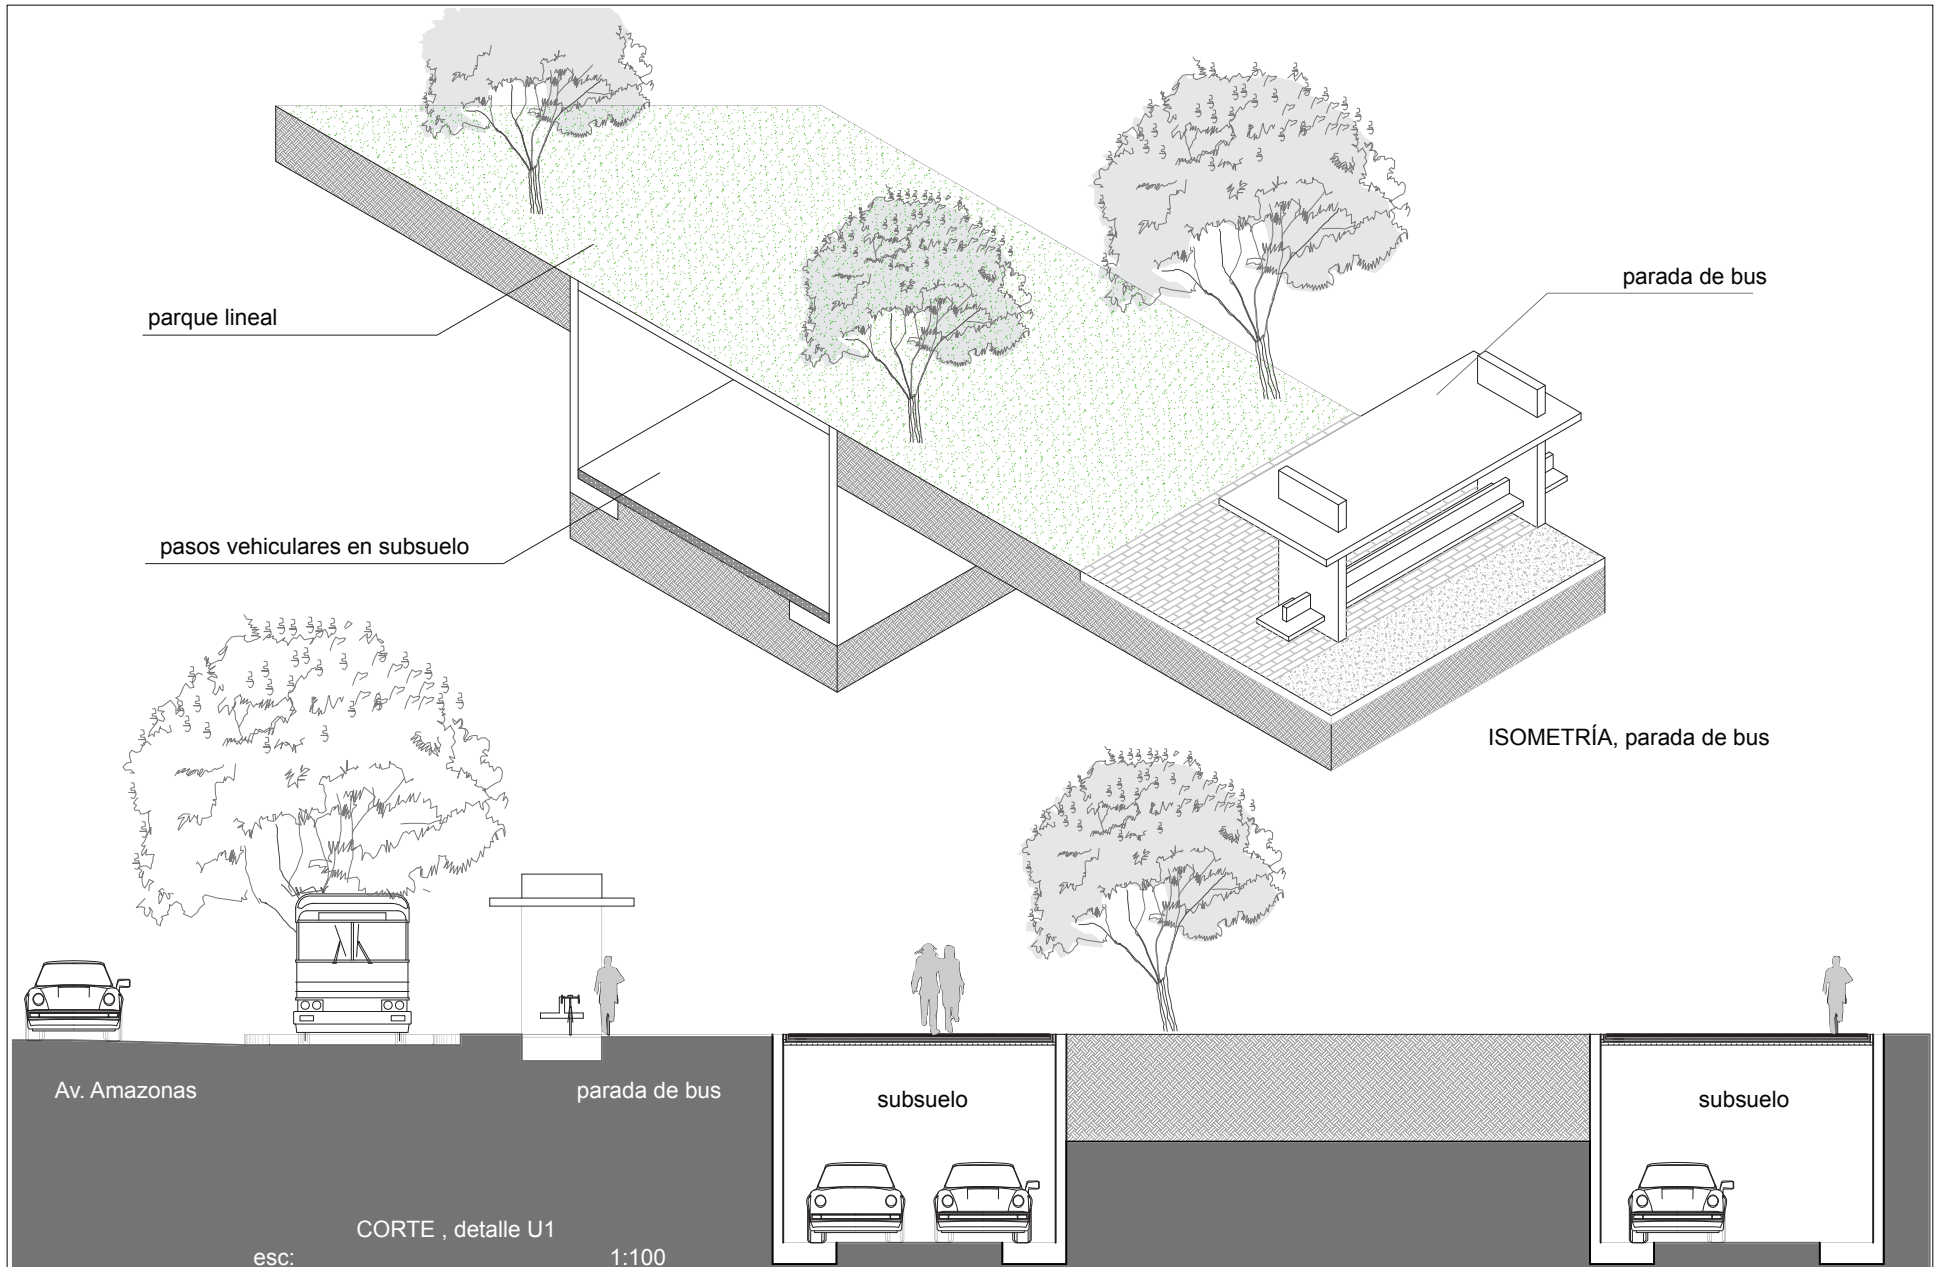 parada de bus
parque lineal
pasos vehiculares en subsuelo
ISOMETRÍA, parada de bus
Av. Amazonas
parada de bus
subsuelo
subsuelo
CORTE , detalle U1
esc: 1:100